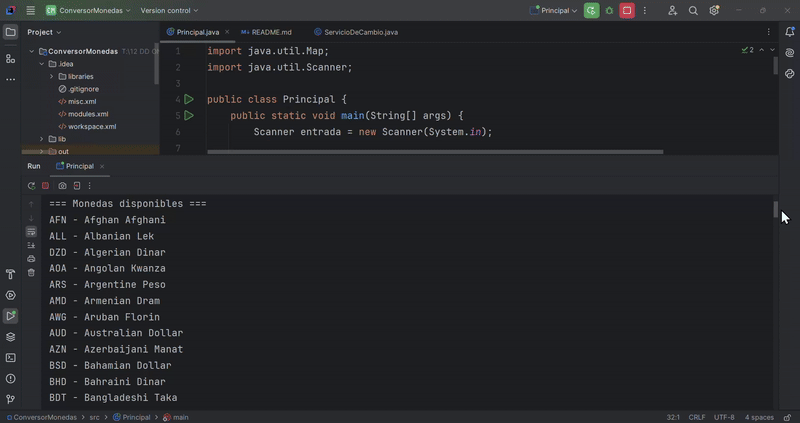 CM ConversorMonedas Version control Principal
Project
Principal.java README.md ServicioDeCambio.java
ConversorMonedas
.idea
libraries
.gitignore
misc.xml
modules.xml
workspace.xml
lib
out
1 import java.util.Map;
2 import java.util.Scanner;
3
4 public class Principal {
5 public static void main(String[] args) {
6 Scanner entrada = new Scanner(System.in);
7
2
Run Principal
=== Monedas disponibles ===
AFN - Afghan Afghani
ALL - Albanian Lek
DZD - Algerian Dinar
AOA - Angolan Kwanza
ARS - Argentine Peso
AMD - Armenian Dram
AWG - Aruban Florin
AUD - Australian Dollar
AZN - Azerbaijani Manat
BSD - Bahamian Dollar
BHD - Bahraini Dinar
BDT - Bangladeshi Taka
ConversorMonedas > src > Principal > main 32:1 CRLF UTF-8 4 spaces